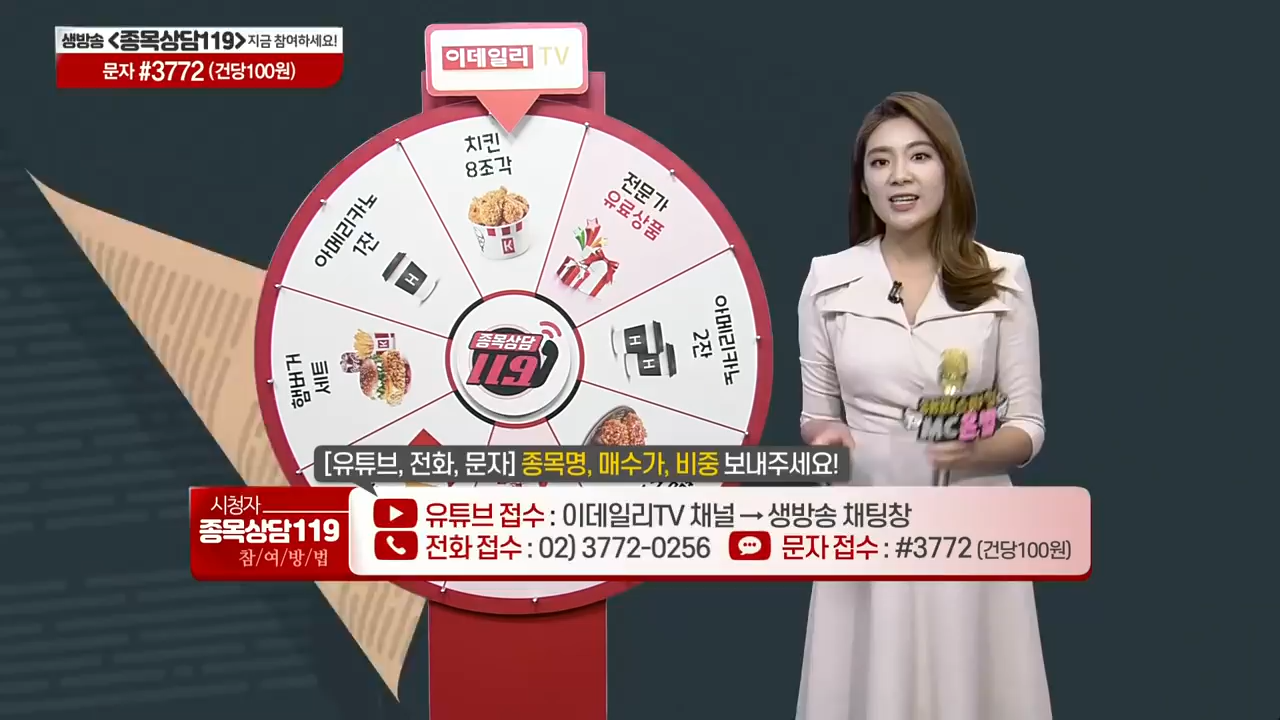 생방송 <종목상담119> 지금 참여하세요!
문자 #3772 (건당100원)
이데일리 TV
치킨
8조각
전문가
유료상품
아메리카노
1잔
아메리카노
2잔
햄버거
세트
종목상담
119
MC
[유튜브, 전화, 문자] 종목명, 매수가, 비중 보내주세요!
시청자
종목상담119
참/여/방/법
유튜브 접수 : 이데일리TV 채널 → 생방송 채팅창
전화 접수 : 02) 3772-0256
문자 접수 : #3772 (건당100원)